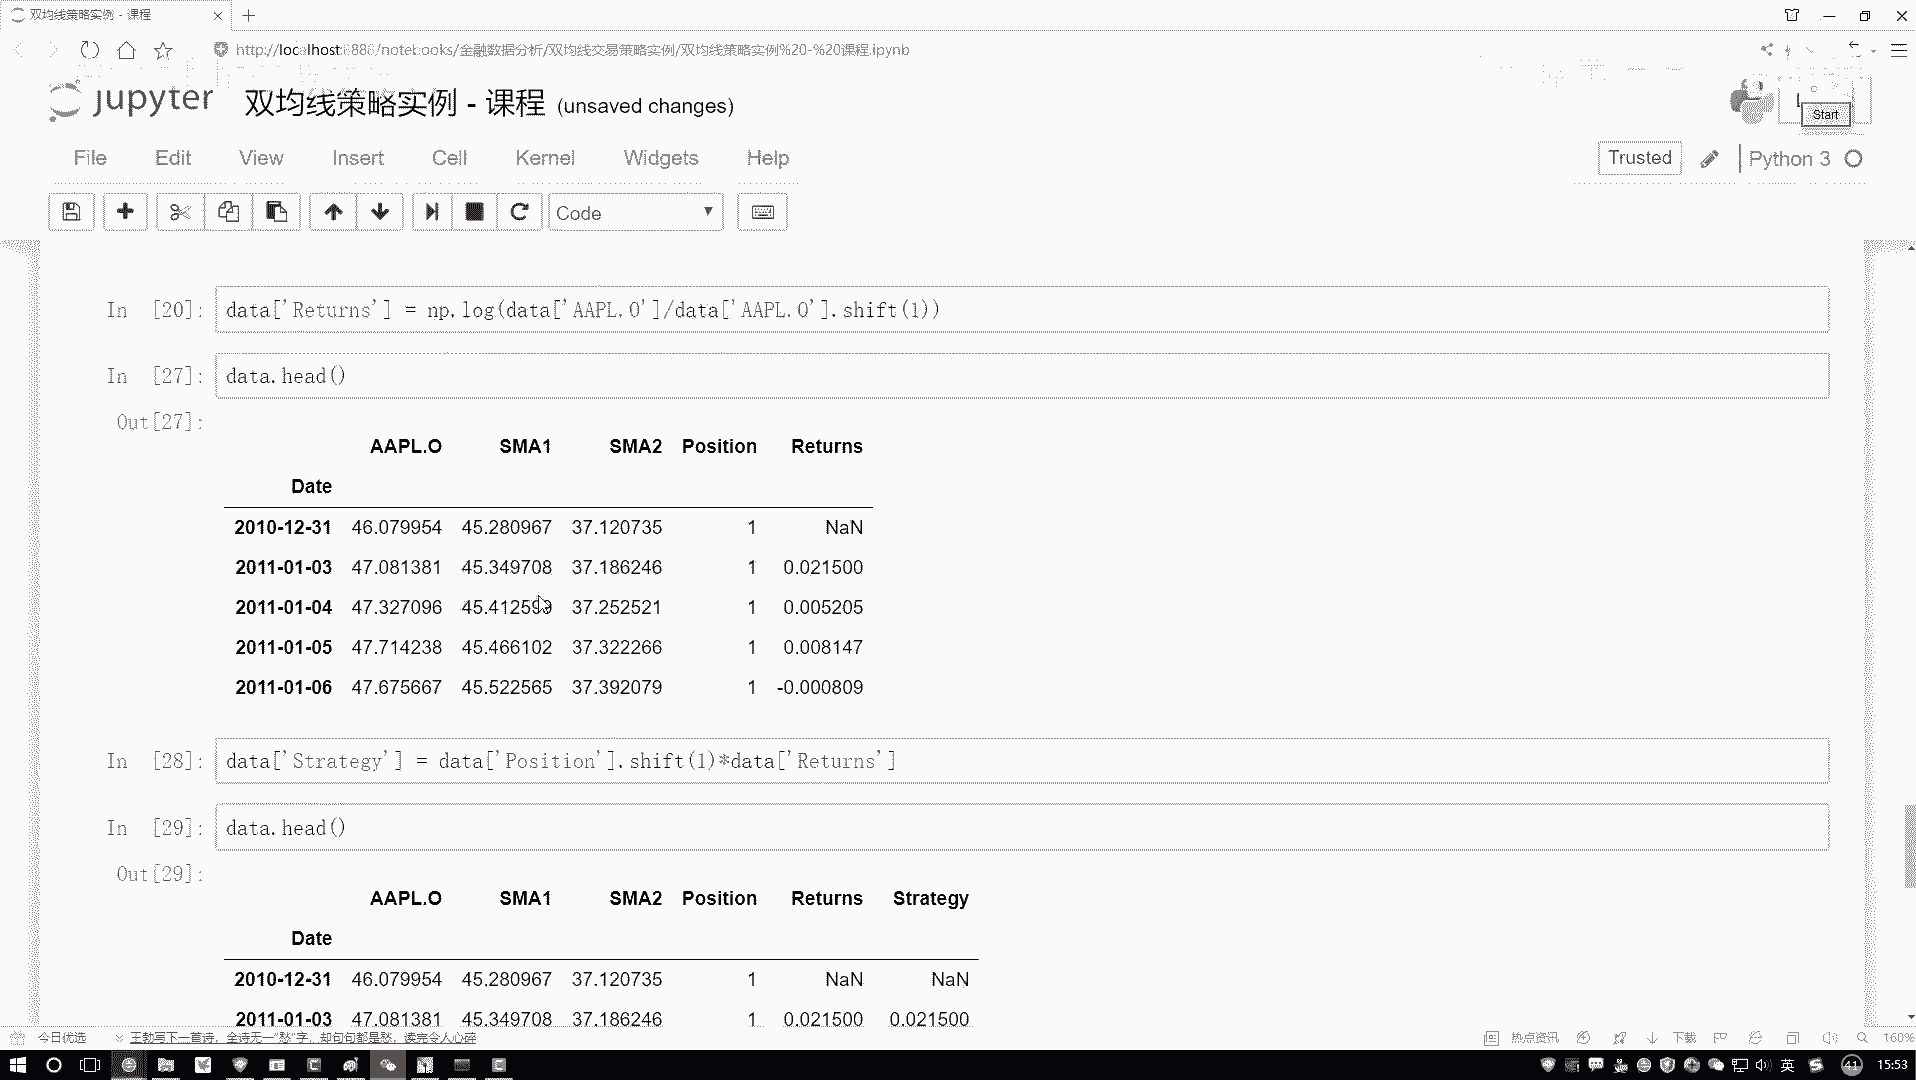 双均线策略实例 - 课程
http://localhost:8888/notebooks/金融数据分析/双均线交易策略实例/双均线策略实例%20-%20课程.ipynb
jupyter 双均线策略实例 - 课程 (unsaved changes)
Start
File Edit View Insert Cell Kernel Widgets Help
Trusted Python 3
Code
In [20]: data['Returns'] = np.log(data['AAPL.O']/data['AAPL.O'].shift(1))
In [27]: data.head()
Out[27]:
AAPL.O SMA1 SMA2 Position Returns
Date
2010-12-31 46.079954 45.280967 37.120735 1 NaN
2011-01-03 47.081381 45.349708 37.186246 1 0.021500
2011-01-04 47.327096 45.412599 37.252521 1 0.005205
2011-01-05 47.714238 45.466102 37.322266 1 0.008147
2011-01-06 47.675667 45.522565 37.392079 1 -0.000809
In [28]: data['Strategy'] = data['Position'].shift(1)*data['Returns']
In [29]: data.head()
Out[29]:
AAPL.O SMA1 SMA2 Position Returns Strategy
Date
2010-12-31 46.079954 45.280967 37.120735 1 NaN NaN
2011-01-03 47.081381 45.349708 37.186246 1 0.021500 0.021500
今日优选 王勃写下一首诗，全诗无一"愁"字，如句句都是愁，读完令人心碎 热点资讯 下载 160%
英 41 15:53